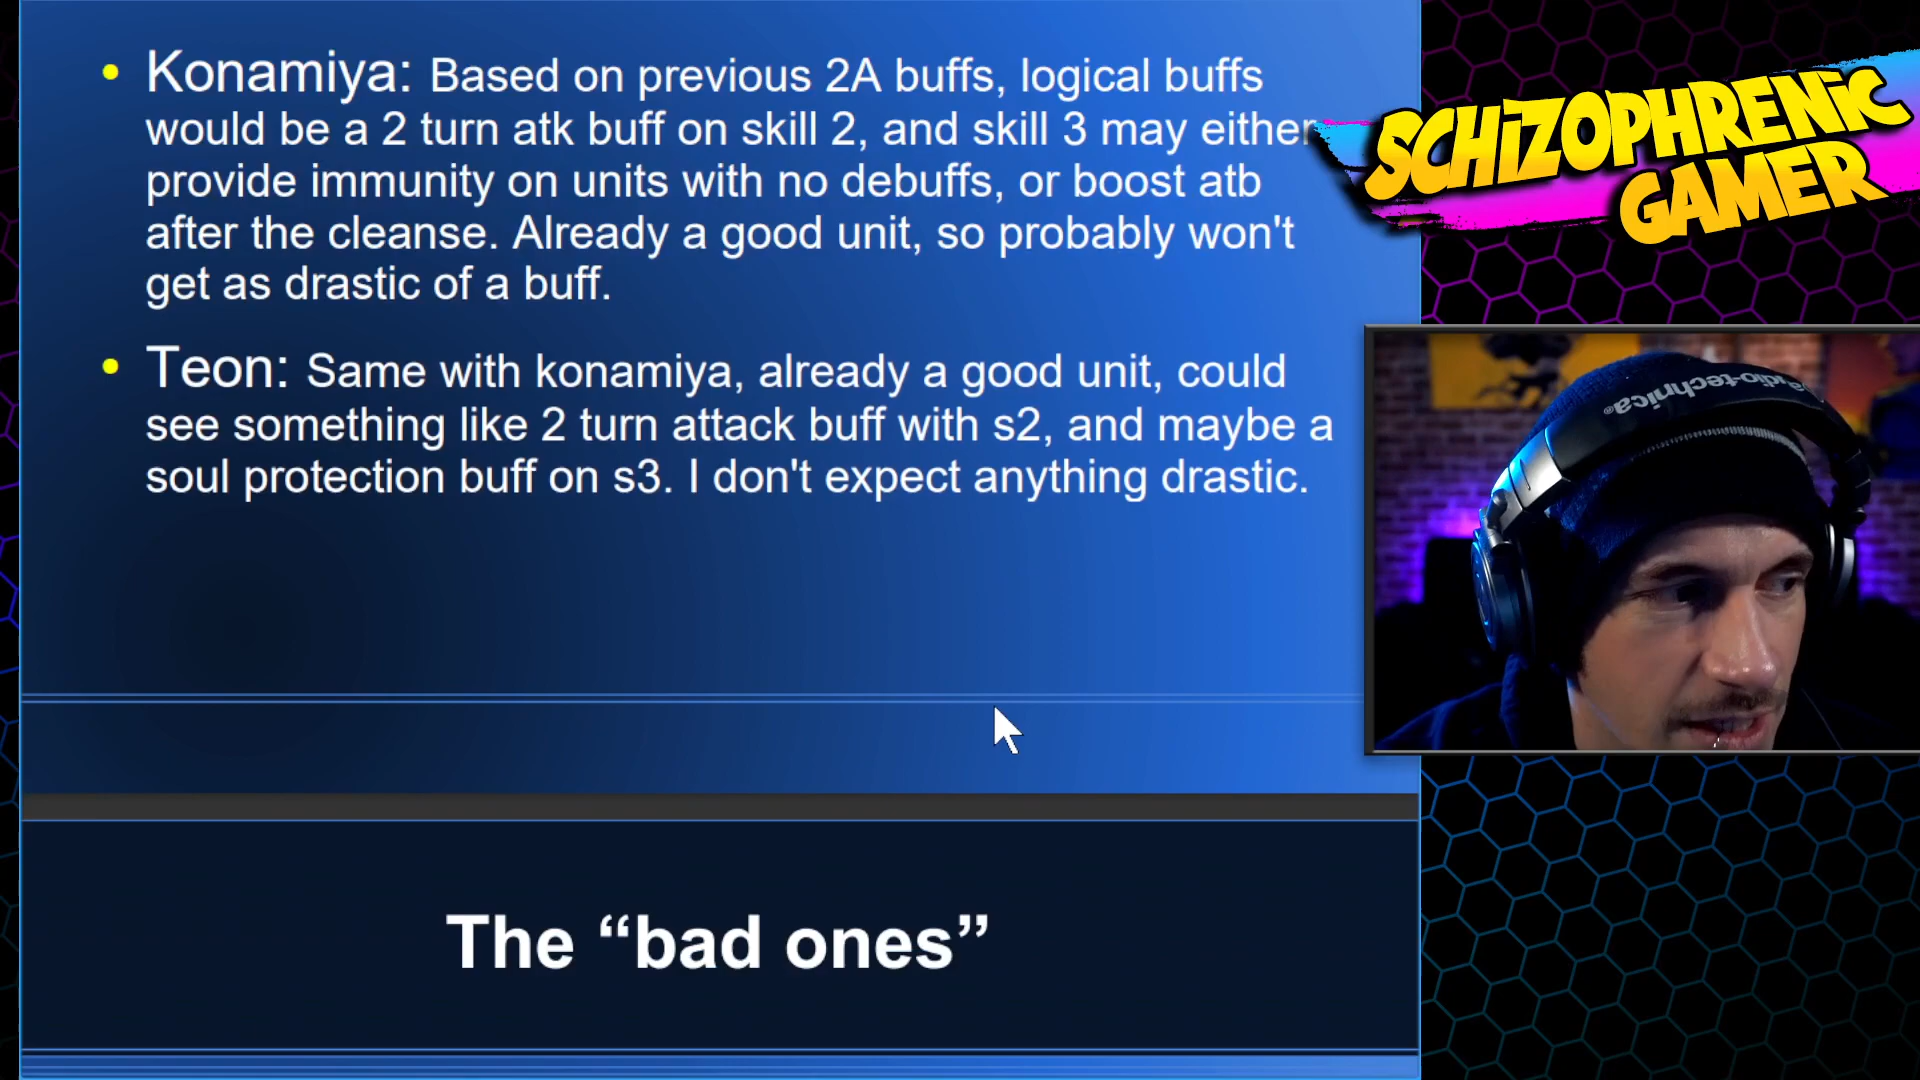 Konamiya: Based on previous 2A buffs, logical buffs
would be a 2 turn atk buff on skill 2, and skill 3 may either
provide immunity on units with no debuffs, or boost atb
after the cleanse. Already a good unit, so probably won't
get as drastic of a buff.
Teon: Same with konamiya, already a good unit, could
see something like 2 turn attack buff with s2, and maybe a
soul protection buff on s3. I don't expect anything drastic.
The “bad ones”
SCHiZOPHRENiC
GAMER
audio-technica®